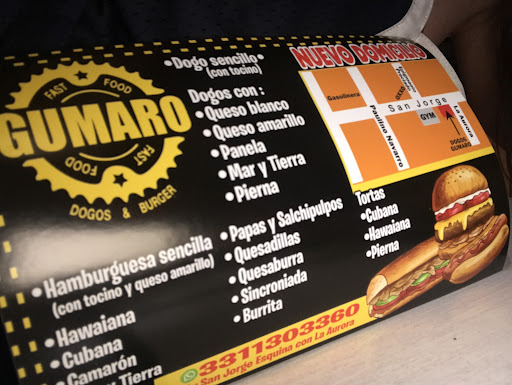 FAST FOOD
GUMARO
FAST FOOD
DOGOS & BURGER
•Dogo sencillo•
(con tocino)
Dogos con :
•Queso blanco
•Queso amarillo
•Panela
•Mar y Tierra
•Pierna
NUEVO DOMICILIO
Gasolinera
OXXO
San Jorge
Paulino Navarro
GYM
La Aurora
DOGOS
GUMARO
•Hamburguesa sencilla
(con tocino y queso amarillo)
•Hawaiana
•Cubana
•Camarón
y Tierra
•Papas y Salchipulpos
•Quesadillas
•Quesaburra
•Sincroniada
•Burrita
Tortas
•Cubana
•Hawaiana
•Pierna
3311303360
San Jorge Esquina con La Aurora